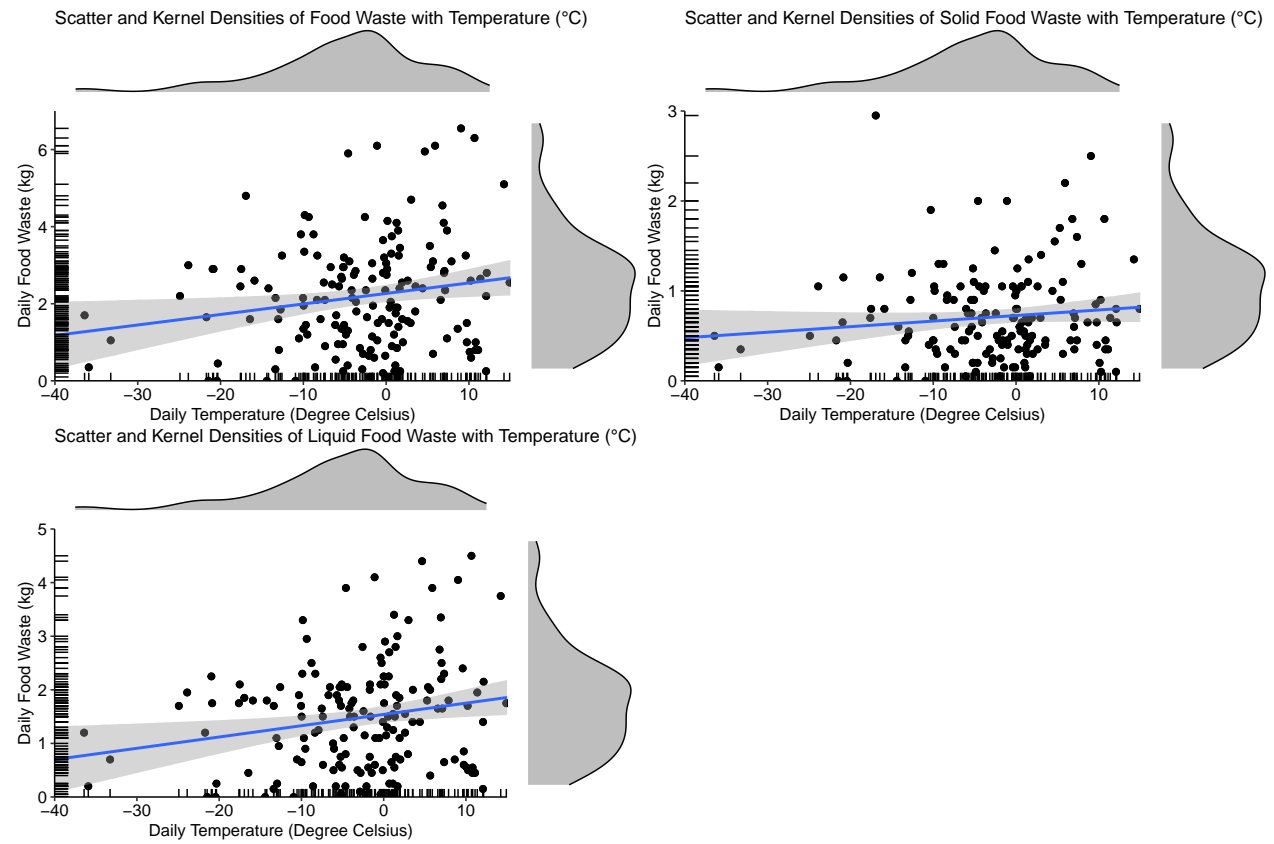 Scatter and Kernel Densities of Food Waste with Temperature (°C)
Daily Food Waste (kg)
6
4
2
0
−40 −30 −20 −10 0 10
Daily Temperature (Degree Celsius)
Scatter and Kernel Densities of Solid Food Waste with Temperature (°C)
Daily Food Waste (kg)
3
2
1
0
−40 −30 −20 −10 0 10
Daily Temperature (Degree Celsius)
Scatter and Kernel Densities of Liquid Food Waste with Temperature (°C)
Daily Food Waste (kg)
5
4
3
2
1
0
−40 −30 −20 −10 0 10
Daily Temperature (Degree Celsius)